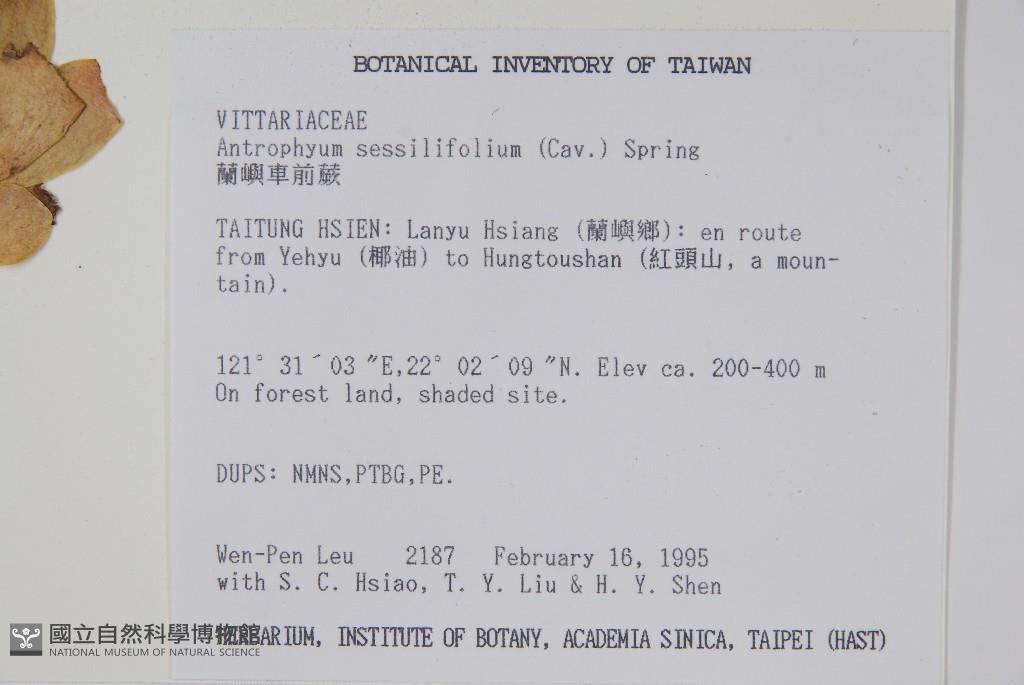 BOTANICAL INVENTORY OF TAIWAN
VITTARIACEAE
Antrophyum sessilifolium (Cav.) Spring
蘭嶼車前蕨
TAITUNG HSIEN: Lanyu Hsiang (蘭嶼鄉): en route
from Yehyu (椰油) to Hungtoushan (紅頭山, a moun-
tain).
121° 31´03 ″E,22° 02´09 ″N. Elev ca. 200-400 m
On forest land, shaded site.
DUPS: NMNS,PTBG,PE.
Wen-Pen Leu 2187 February 16, 1995
with S. C. Hsiao, T. Y. Liu & H. Y. Shen
HERBARIUM, INSTITUTE OF BOTANY, ACADEMIA SINICA, TAIPEI (HAST)
國立自然科學博物館
NATIONAL MUSEUM OF NATURAL SCIENCE